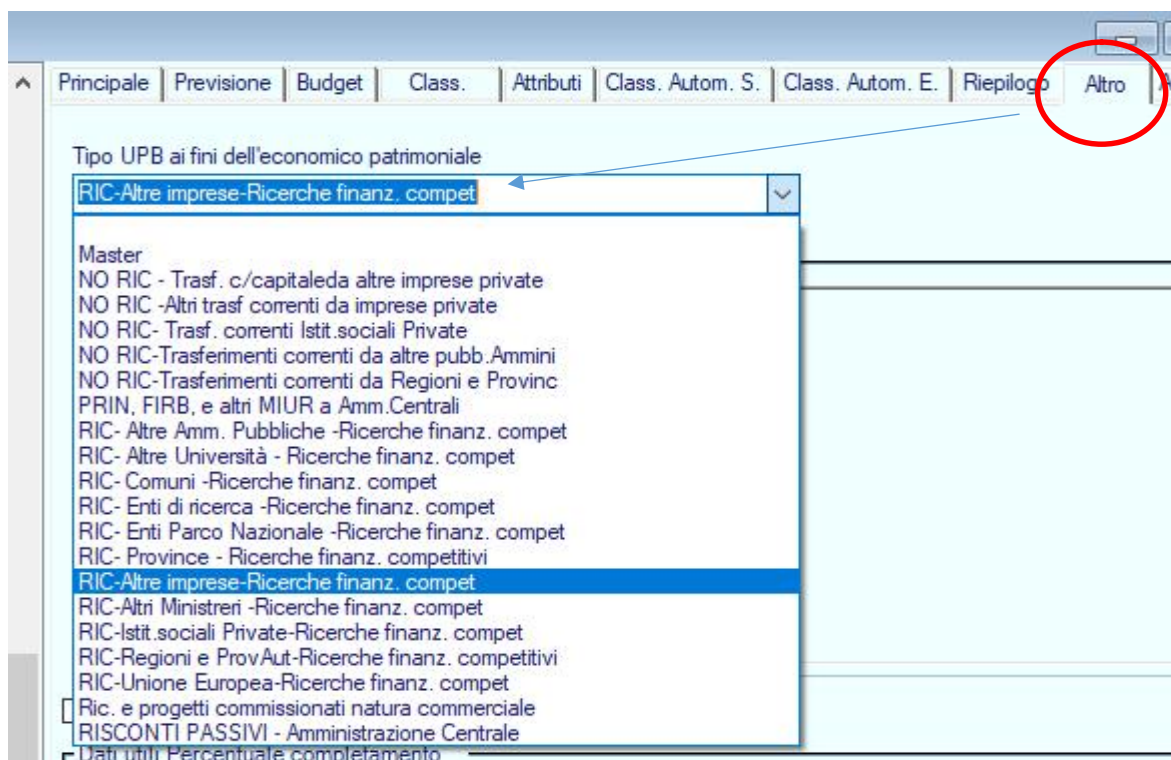 Principale Previsione Budget Class. Attributi Class. Autom. S. Class. Autom. E. Riepilogo Altro
Tipo UPB ai fini dell'economico patrimoniale
RIC-Altre imprese-Ricerche finanz. compet
Master
NO RIC - Trasf. c/capitaleda altre imprese private
NO RIC -Altri trasf correnti da imprese private
NO RIC- Trasf. correnti Istit.sociali Private
NO RIC-Trasferimenti correnti da altre pubb.Ammini
NO RIC-Trasferimenti correnti da Regioni e Provinc
PRIN, FIRB, e altri MIUR a Amm.Centrali
RIC- Altre Amm. Pubbliche -Ricerche finanz. compet
RIC- Altre Università - Ricerche finanz. compet
RIC- Comuni -Ricerche finanz. compet
RIC- Enti di ricerca -Ricerche finanz. compet
RIC- Enti Parco Nazionale -Ricerche finanz. compet
RIC- Province - Ricerche finanz. competitivi
RIC-Altre imprese-Ricerche finanz. compet
RIC-Altri Ministreri -Ricerche finanz. compet
RIC-Istit.sociali Private-Ricerche finanz. compet
RIC-Regioni e ProvAut-Ricerche finanz. competitivi
RIC-Unione Europea-Ricerche finanz. compet
Ric. e progetti commissionati natura commerciale
RISCONTI PASSIVI - Amministrazione Centrale
Dati utili Percentuale completamento